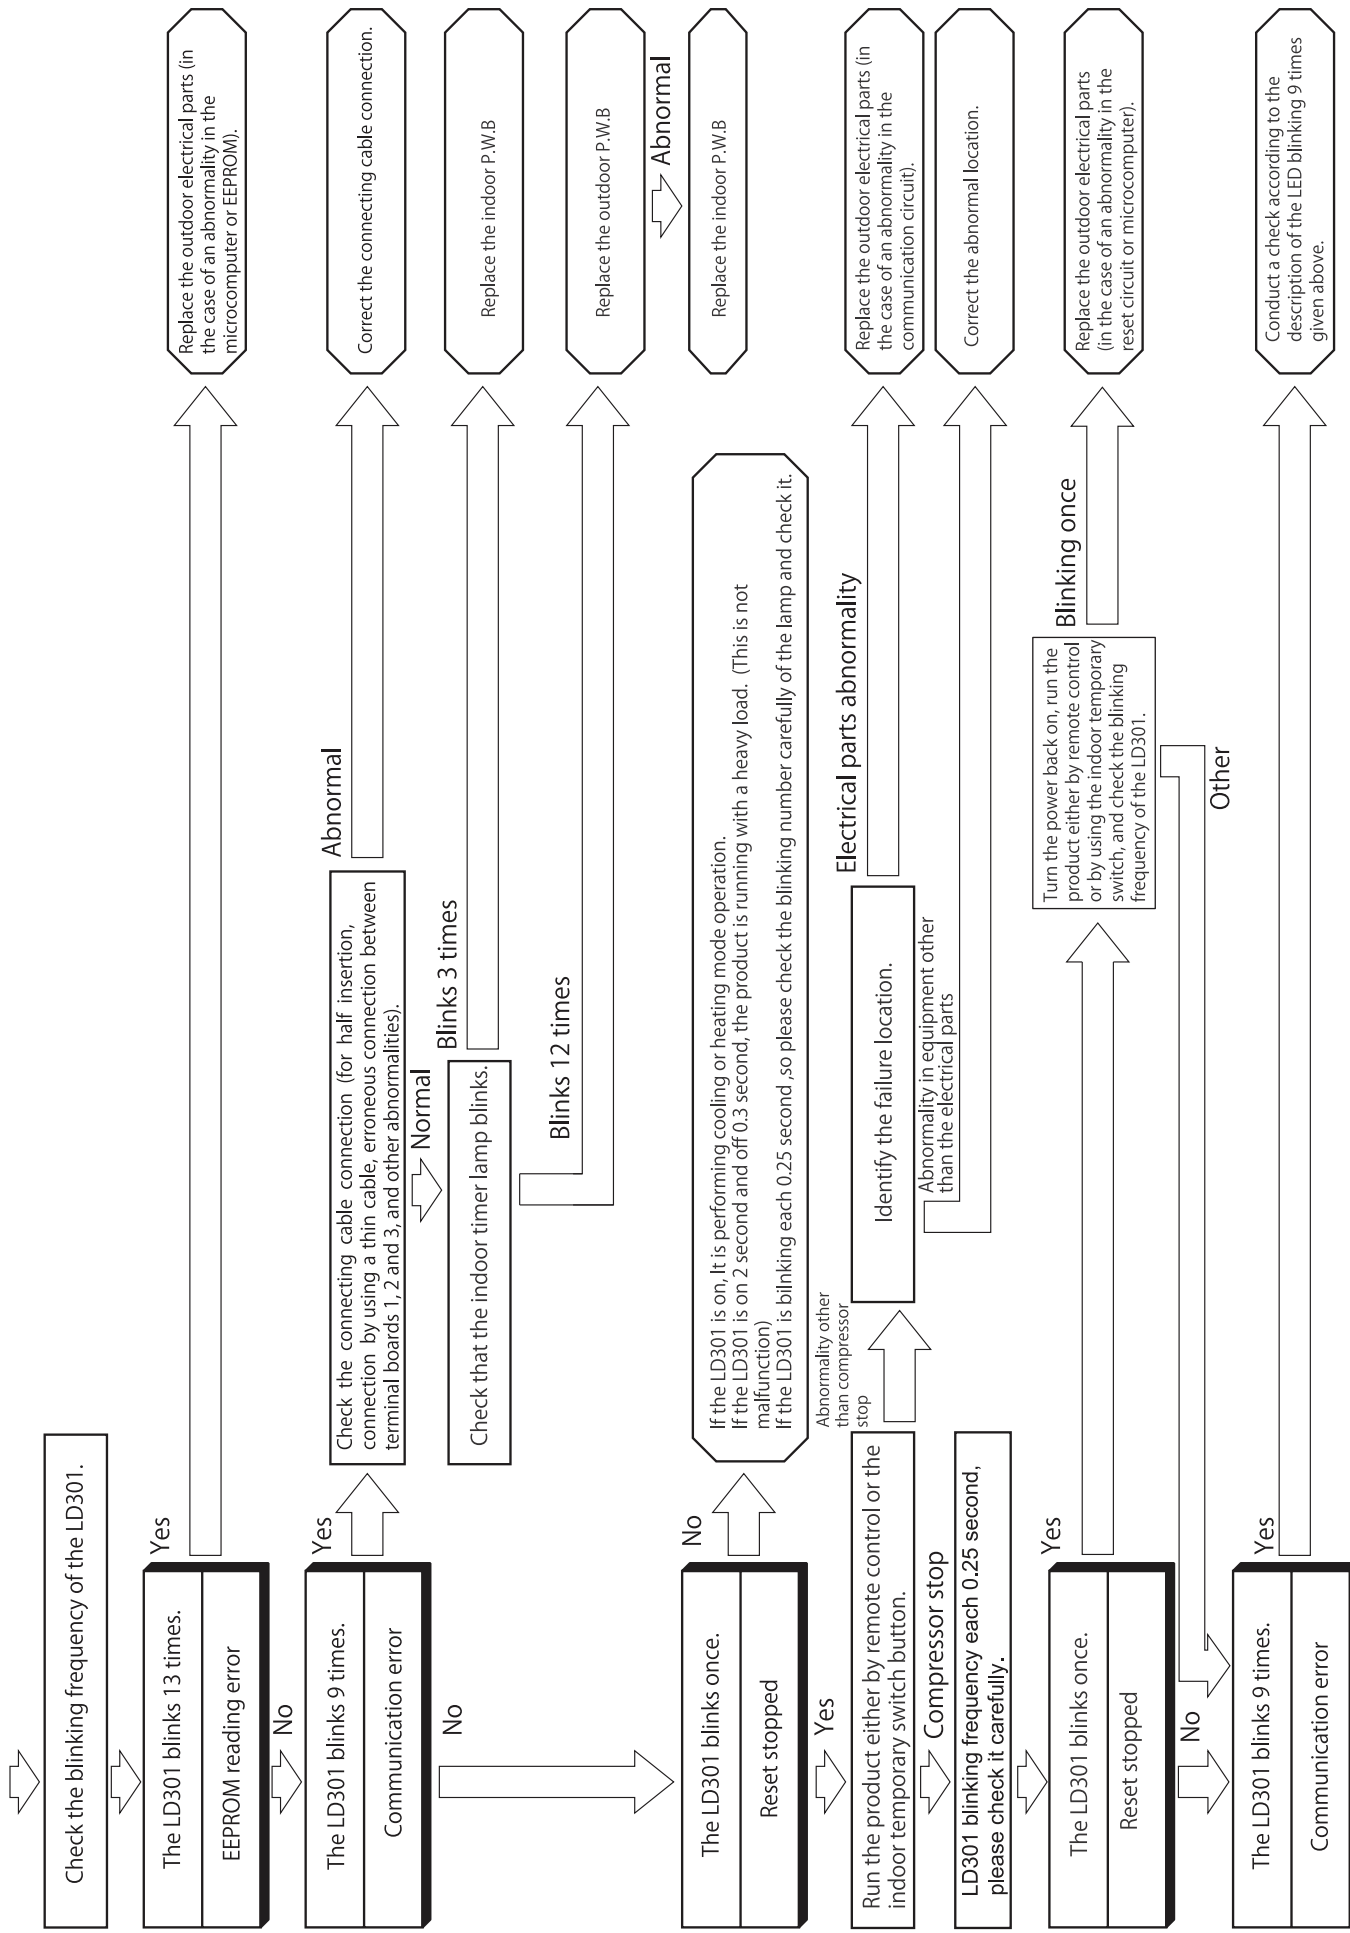 Check the blinking frequency of the LD301.
The LD301 blinks 13 times.
EEPROM reading error
Yes
Replace the outdoor electrical parts (in
the case of an abnormality in the
microcomputer or EEPROM).
No
The LD301 blinks 9 times.
Communication error
Yes
Check the connecting cable connection (for half insertion,
connection by using a thin cable, erroneous connection between
terminal boards 1, 2 and 3, and other abnormalities).
Abnormal
Correct the connecting cable connection.
Normal
Check that the indoor timer lamp blinks.
Blinks 3 times
Replace the indoor P.W.B
Blinks 12 times
Replace the outdoor P.W.B
Abnormal
Replace the indoor P.W.B
No
The LD301 blinks once.
Reset stopped
No
If the LD301 is on, It is performing cooling or heating mode operation.
If the LD301 is on 2 second and off 0.3 second, the product is running with a heavy load. (This is not
malfunction)
If the LD301 is bilnking each 0.25 second ,so please check the blinking number carefully of the lamp and check it.
Yes
Run the product either by remote control or the
indoor temporary switch button.
Abnormality other
than compressor
stop
Identify the failure location.
Electrical parts abnormality
Replace the outdoor electrical parts (in
the case of an abnormality in the
communication circuit).
Abnormality in equipment other
than the electrical parts
Correct the abnormal location.
Compressor stop
LD301 blinking frequency each 0.25 second,
please check it carefully.
The LD301 blinks once.
Reset stopped
Yes
Turn the power back on, run the
product either by remote control
or by using the indoor temporary
switch, and check the blinking
frequency of the LD301.
Blinking once
Replace the outdoor electrical parts
(in the case of an abnormality in the
reset circuit or microcomputer).
Other
No
The LD301 blinks 9 times.
Communication error
Yes
Conduct a check according to the
description of the LED blinking 9 times
given above.